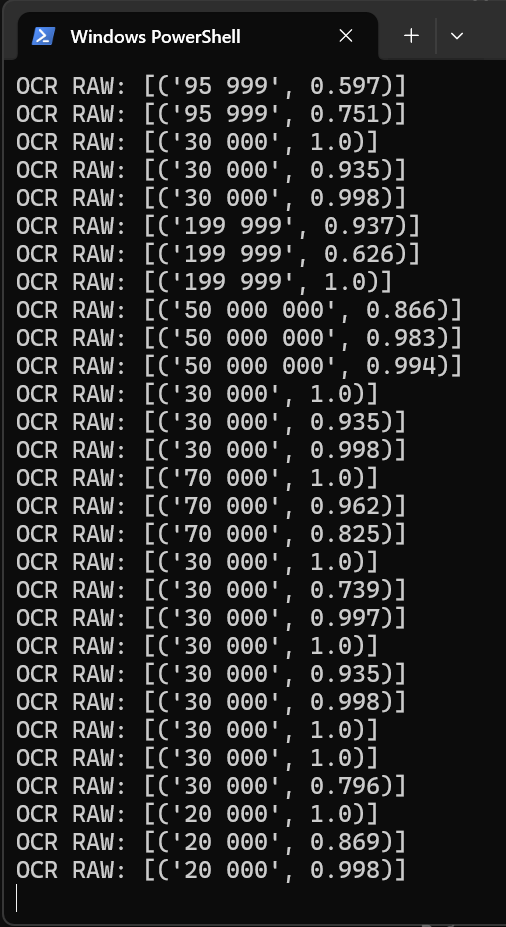 Windows PowerShell
OCR RAW: [('95 999', 0.597)]
OCR RAW: [('95 999', 0.751)]
OCR RAW: [('30 000', 1.0)]
OCR RAW: [('30 000', 0.935)]
OCR RAW: [('30 000', 0.998)]
OCR RAW: [('199 999', 0.937)]
OCR RAW: [('199 999', 0.626)]
OCR RAW: [('199 999', 1.0)]
OCR RAW: [('50 000 000', 0.866)]
OCR RAW: [('50 000 000', 0.983)]
OCR RAW: [('50 000 000', 0.994)]
OCR RAW: [('30 000', 1.0)]
OCR RAW: [('30 000', 0.935)]
OCR RAW: [('30 000', 0.998)]
OCR RAW: [('70 000', 1.0)]
OCR RAW: [('70 000', 0.962)]
OCR RAW: [('70 000', 0.825)]
OCR RAW: [('30 000', 1.0)]
OCR RAW: [('30 000', 0.739)]
OCR RAW: [('30 000', 0.997)]
OCR RAW: [('30 000', 1.0)]
OCR RAW: [('30 000', 0.935)]
OCR RAW: [('30 000', 0.998)]
OCR RAW: [('30 000', 1.0)]
OCR RAW: [('30 000', 1.0)]
OCR RAW: [('30 000', 0.796)]
OCR RAW: [('20 000', 1.0)]
OCR RAW: [('20 000', 0.869)]
OCR RAW: [('20 000', 0.998)]